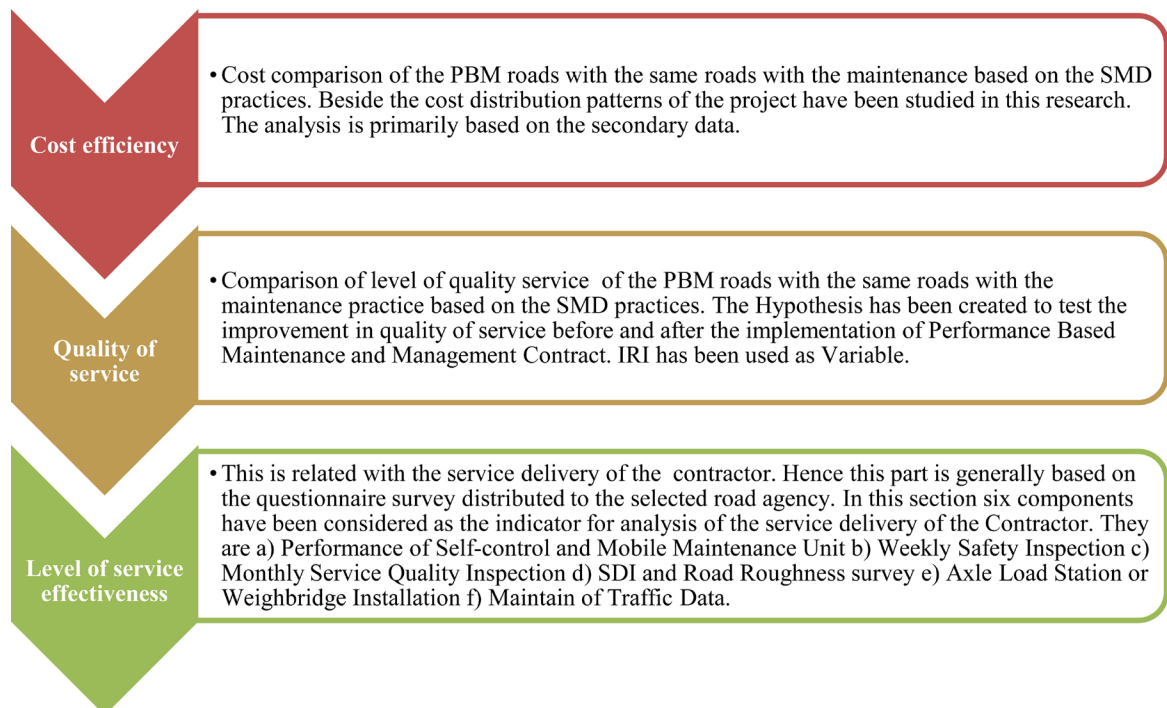 Cost efficiency
• Cost comparison of the PBM roads with the same roads with the maintenance based on the SMD
practices. Beside the cost distribution patterns of the project have been studied in this research.
The analysis is primarily based on the secondary data.
Quality of
service
• Comparison of level of quality service of the PBM roads with the same roads with the
maintenance practice based on the SMD practices. The Hypothesis has been created to test the
improvement in quality of service before and after the implementation of Performance Based
Maintenance and Management Contract. IRI has been used as Variable.
Level of service
effectiveness
• This is related with the service delivery of the contractor. Hence this part is generally based on
the questionnaire survey distributed to the selected road agency. In this section six components
have been considered as the indicator for analysis of the service delivery of the Contractor. They
are a) Performance of Self-control and Mobile Maintenance Unit b) Weekly Safety Inspection c)
Monthly Service Quality Inspection d) SDI and Road Roughness survey e) Axle Load Station or
Weighbridge Installation f) Maintain of Traffic Data.